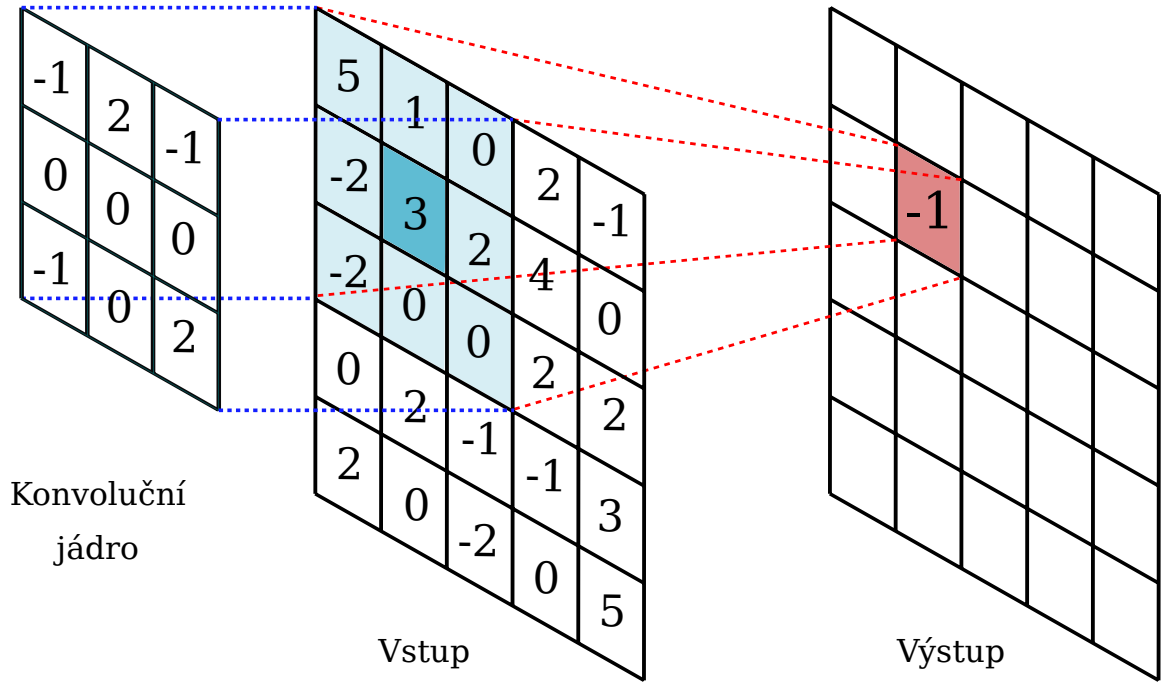 -1 2 -1
0 0 0
-1 0 2
Konvoluční
jádro
5 1 0 2 -1
-2 3 2 4 0
-2 0 0 2 2
0 2 -1 -1 3
2 0 -2 0 5
Vstup
-1
Výstup